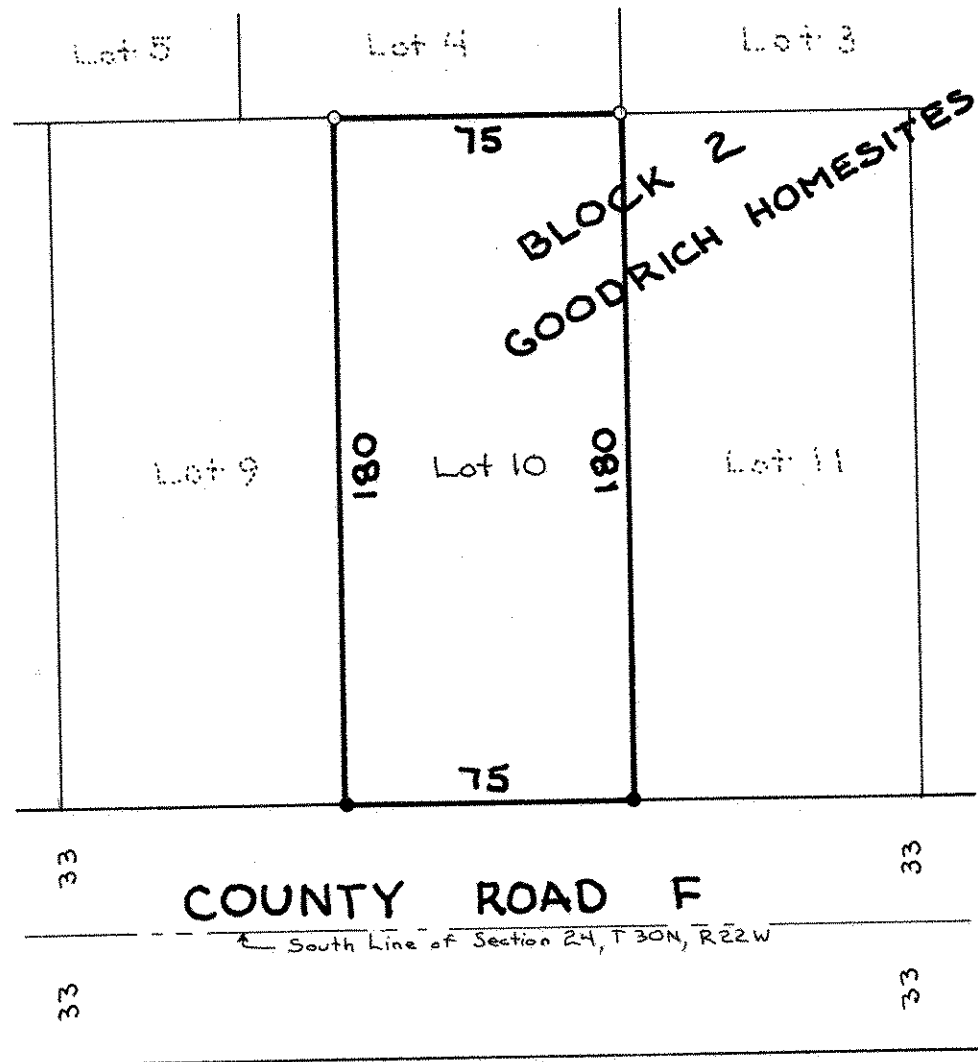 Lot 5
Lot 4
Lot 3
75
BLOCK 2
GOODRICH HOMESITES
Lot 9
180
Lot 10
180
Lot 11
75
33
33
COUNTY ROAD F
South Line of Section 24, T30N, R22W
33
33